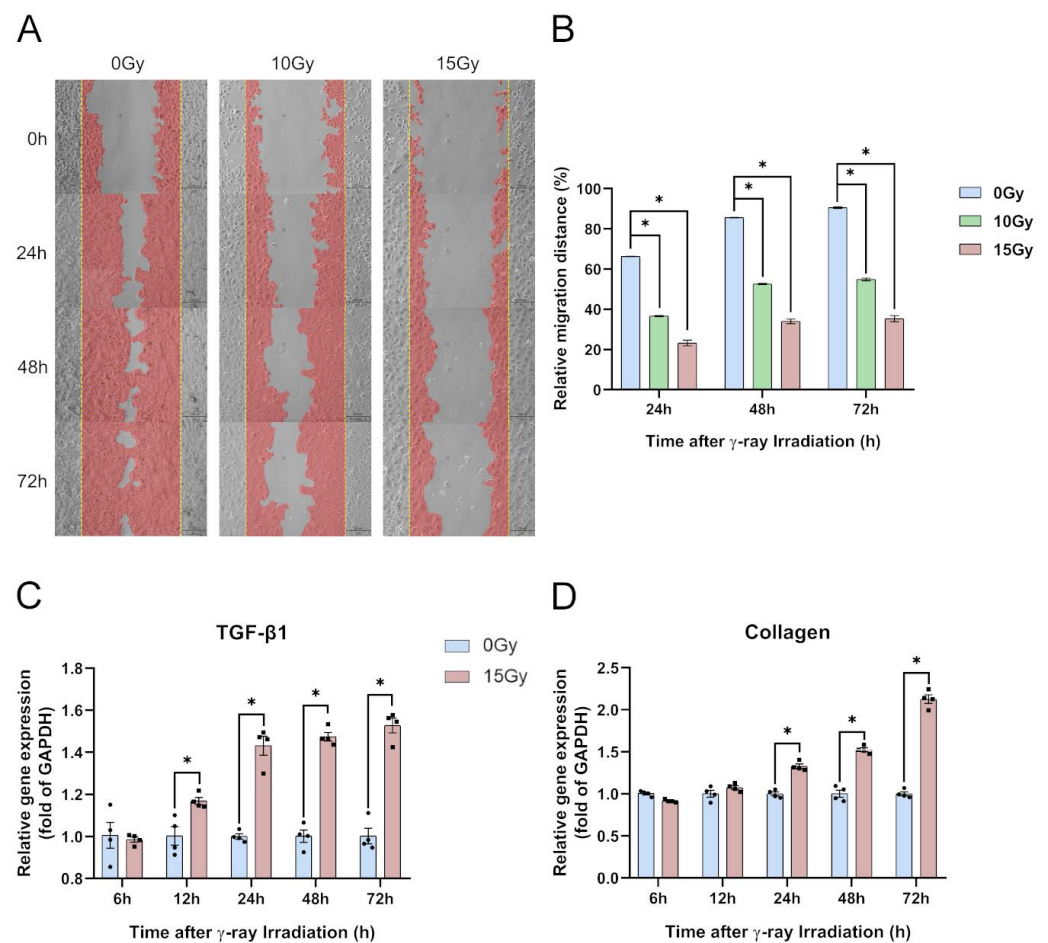 A
0Gy
10Gy
15Gy
0h
24h
48h
72h
B
Relative migration distance (%)
100
80
60
40
20
0
*
*
*
*
*
*
24h
48h
72h
Time after γ-ray Irradiation (h)
0Gy
10Gy
15Gy
C
TGF-β1
Relative gene expression
(fold of GAPDH)
1.8
1.6
1.4
1.2
1.0
0.8
*
*
*
*
6h
12h
24h
48h
72h
Time after γ-ray Irradiation (h)
0Gy
15Gy
D
Collagen
Relative gene expression
(fold of GAPDH)
2.5
2.0
1.5
1.0
0.5
0.0
*
*
*
6h
12h
24h
48h
72h
Time after γ-ray Irradiation (h)